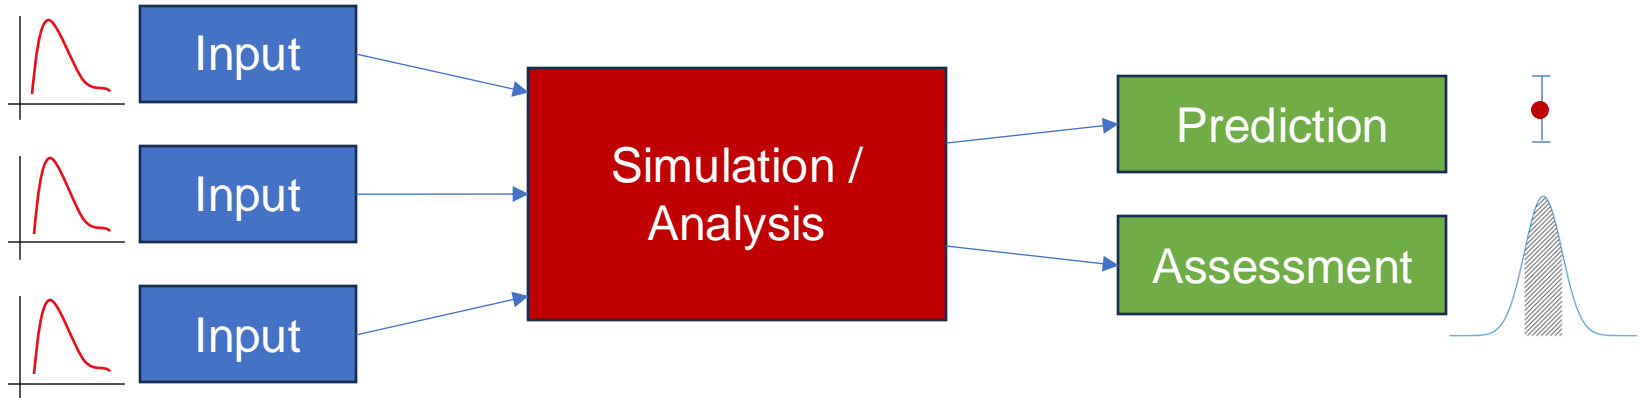 Input
Input
Input
Simulation /
Analysis
Prediction
Assessment